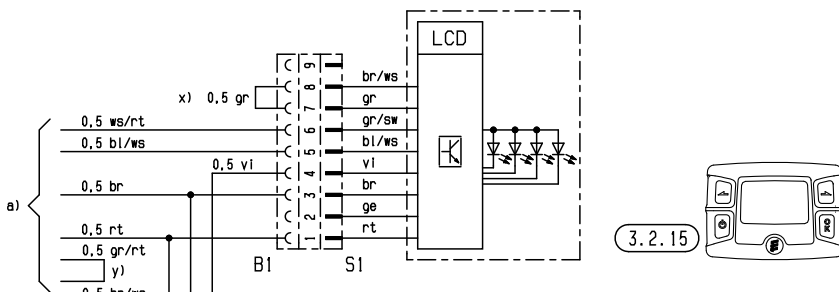 LCD
9
br/ws
8
x) 0,5 gr
gr
7
0,5 ws/rt
gr/sw
6
0,5 bl/ws
bl/ws
5
0,5 vi
vi
4
0,5 br
br
3
a)
ge
2
0,5 rt
rt
1
3.2.15
OK
0,5 gr/rt
B1
S1
y)